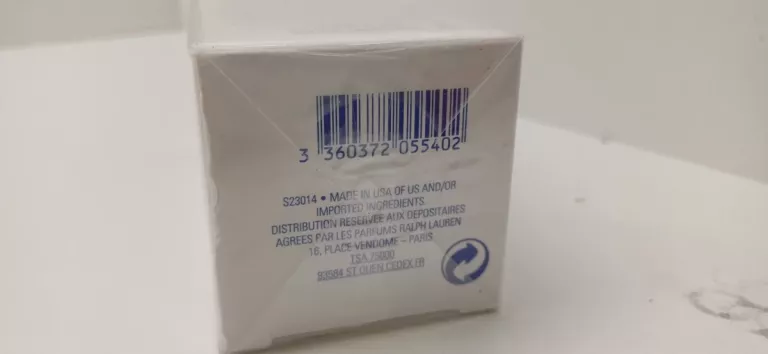 3 360372 055402
S23014 • MADE IN USA OF US AND/OR
IMPORTED INGREDIENTS.
DISTRIBUTION RESERVEE AUX DEPOSITAIRES
AGREES PAR LES PARFUMS RALPH LAUREN
16, PLACE VENDOME – PARIS
TSA 75000
93584 ST OUEN CEDEX FR